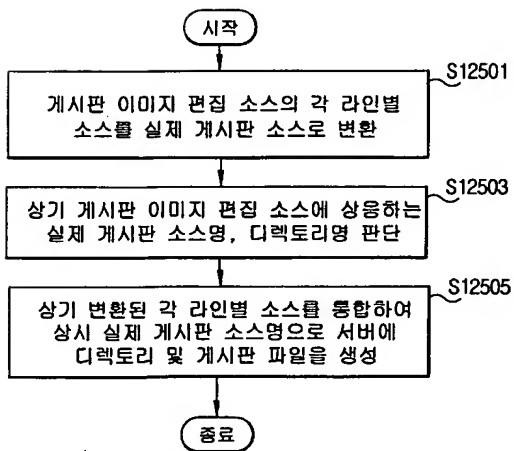 시작
S12501
게시판 이미지 편집 소스의 각 라인별
소스를 실제 게시판 소스로 변환
S12503
상기 게시판 이미지 편집 소스에 상응하는
실제 게시판 소스명, 디렉토리명 판단
S12505
상기 변환된 각 라인별 소스를 통합하여
상시 실제 게시판 소스명으로 서버에
디렉토리 및 게시판 파일을 생성
종료